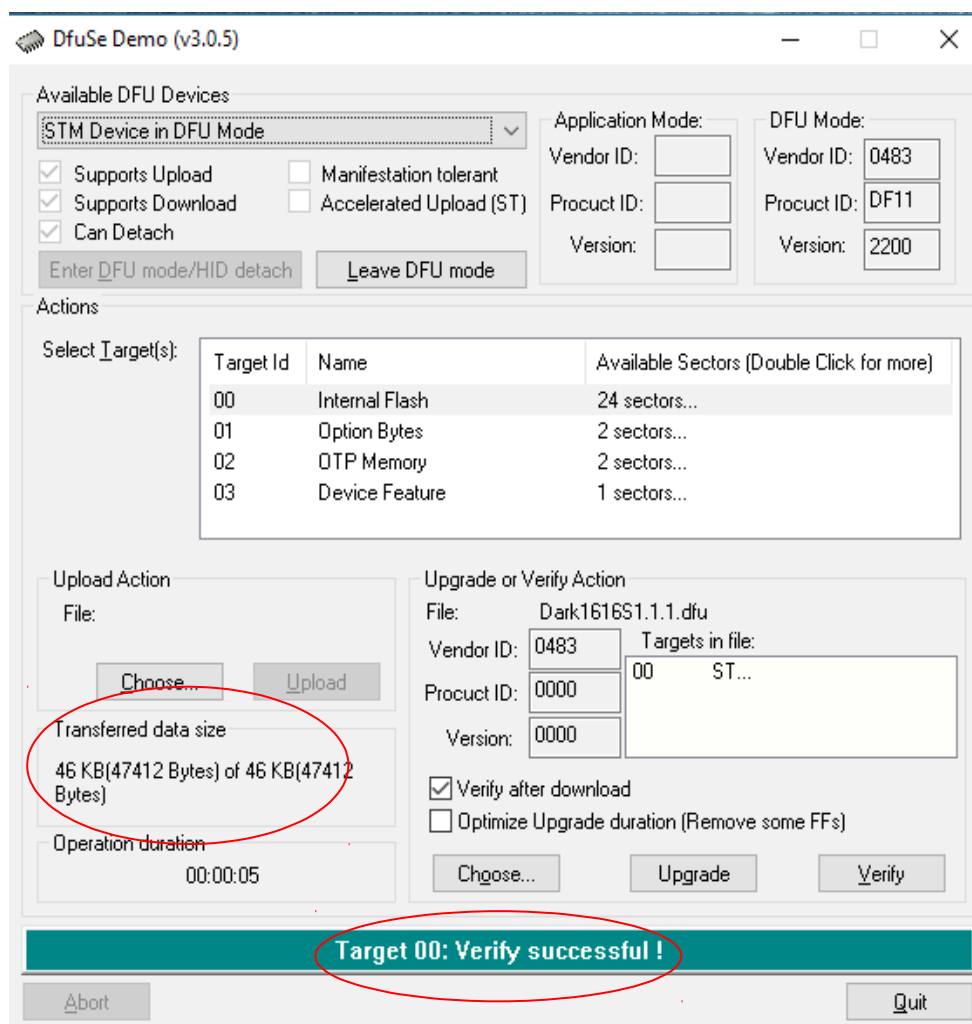 DfuSe Demo (v3.0.5)
Available DFU Devices
STM Device in DFU Mode
Supports Upload
Manifestation tolerant
Supports Download
Accelerated Upload (ST)
Can Detach
Enter DFU mode/HID detach
Leave DFU mode
Application Mode:
Vendor ID:
Procuct ID:
Version:
DFU Mode:
Vendor ID: 0483
Procuct ID: DF11
Version: 2200
Actions
Select Target(s):
Target Id Name Available Sectors (Double Click for more)
00 Internal Flash 24 sectors...
01 Option Bytes 2 sectors...
02 OTP Memory 2 sectors...
03 Device Feature 1 sectors...
Upload Action
File:
Choose... Upload
Transferred data size
46 KB(47412 Bytes) of 46 KB(47412
Bytes)
Operation duration
00:00:05
Upgrade or Verify Action
File: Dark1616S1.1.1.dfu
Vendor ID: 0483
Procuct ID: 0000
Version: 0000
Targets in file:
00 ST...
Verify after download
Optimize Upgrade duration (Remove some FFs)
Choose... Upgrade Verify
Target 00: Verify successful !
Abort Quit